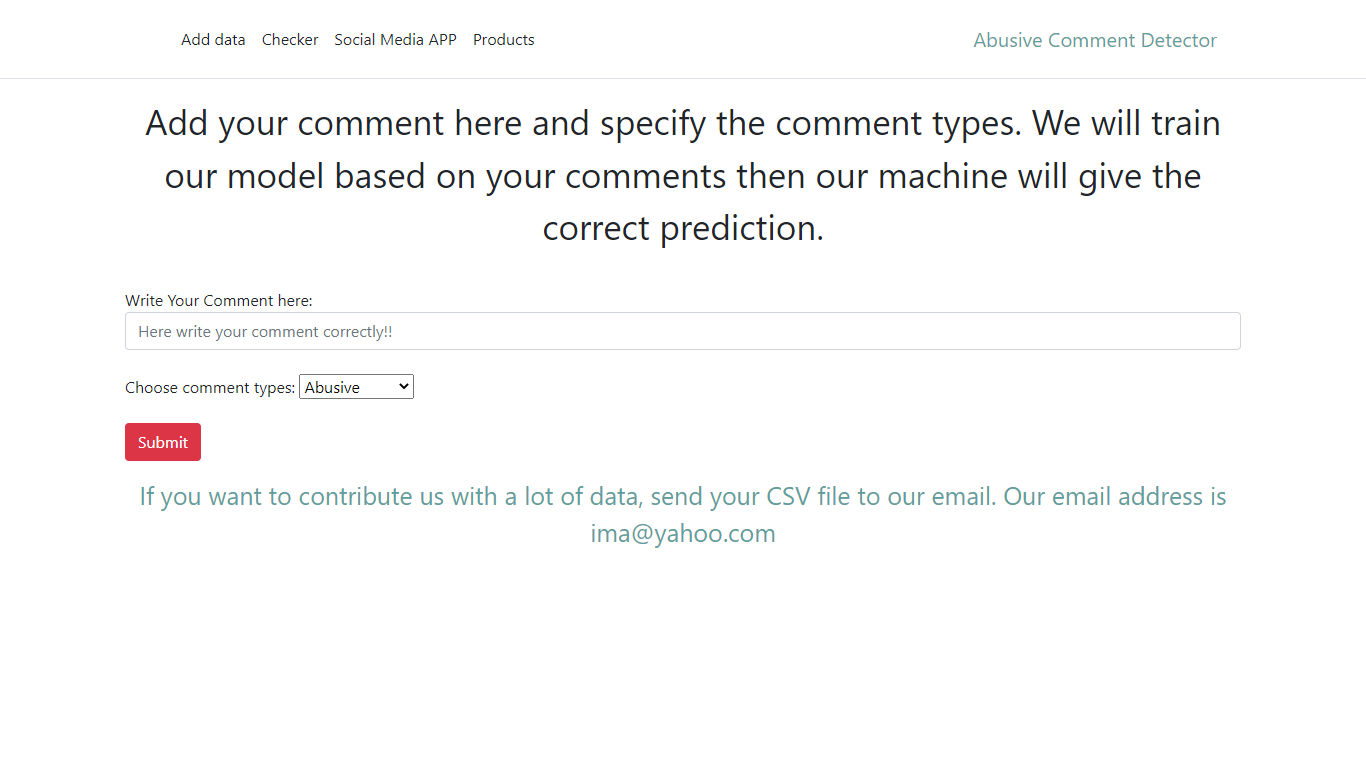 Add data Checker Social Media APP Products Abusive Comment Detector
Add your comment here and specify the comment types. We will train
our model based on your comments then our machine will give the
correct prediction.
Write Your Comment here:
Here write your comment correctly!!
Choose comment types: Abusive
Submit
If you want to contribute us with a lot of data, send your CSV file to our email. Our email address is
ima@yahoo.com